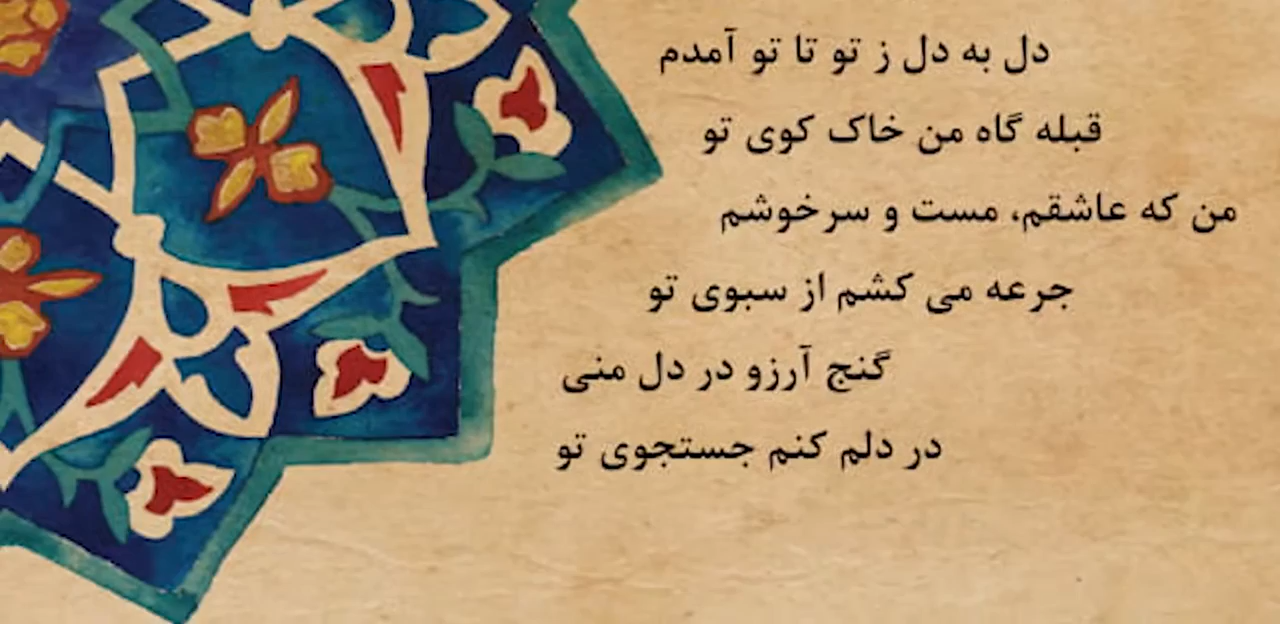 دل به دل ز تو تا تو آمدم
قبله گاه من خاک کوی تو
من که عاشقم، مست و سرخوشم
جرعه می کشم از سبوی تو
گنج آرزو در دل منی
در دلم کنم جستجوی تو